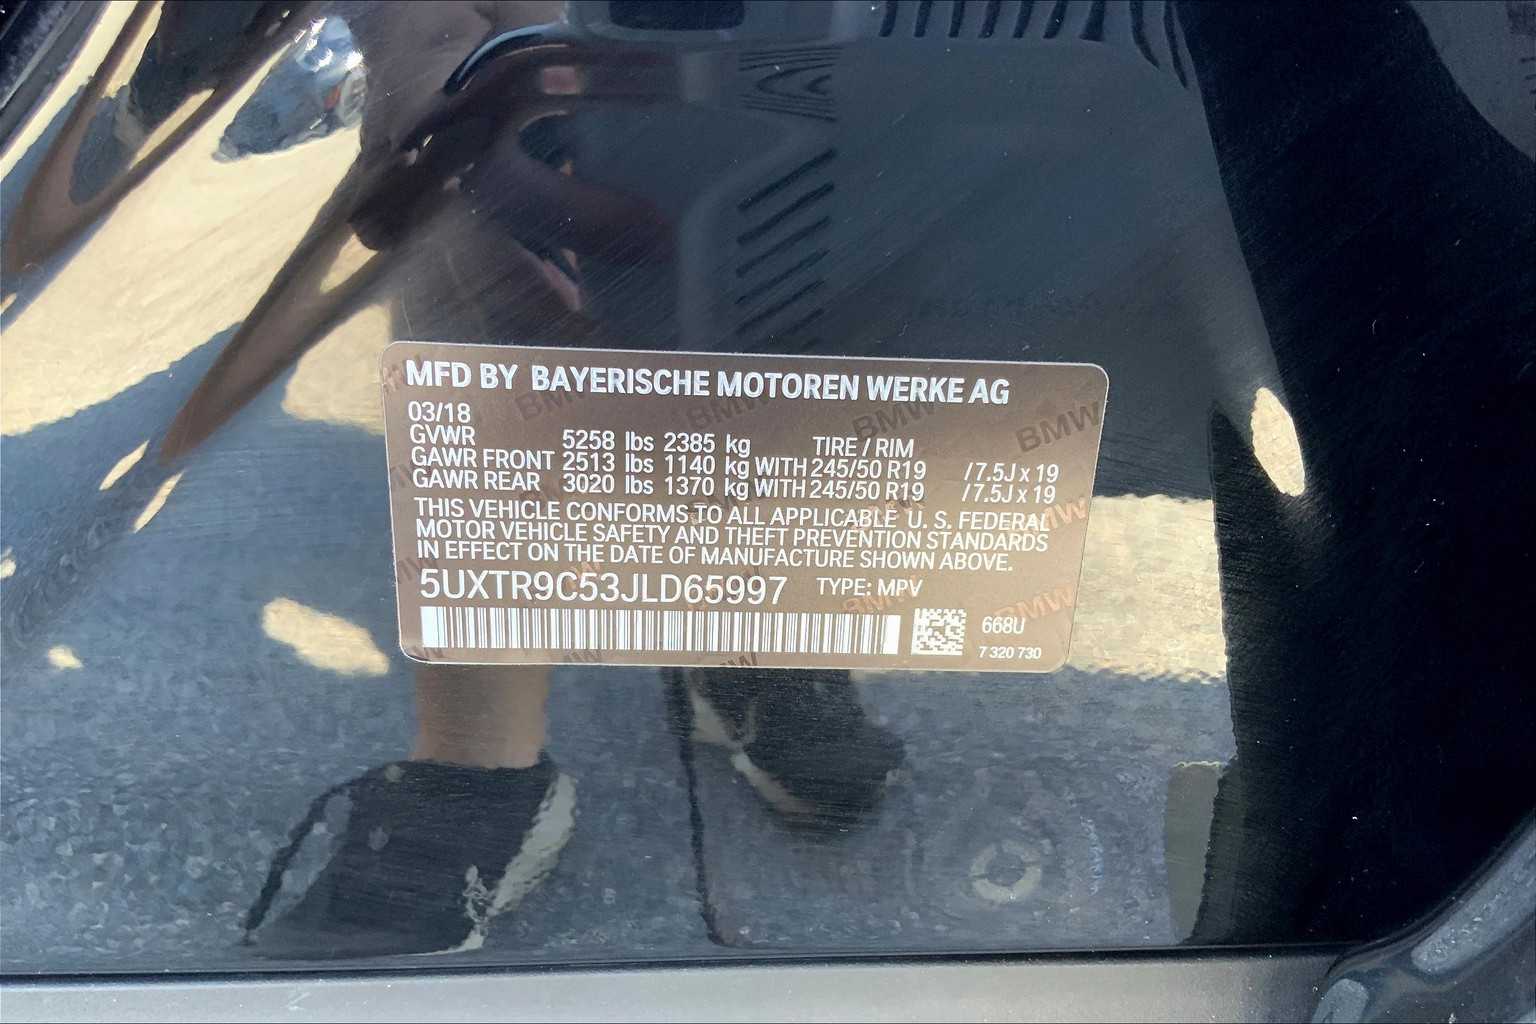 MFD BY BAYERISCHE MOTOREN WERKE AG
03/18
GVWR 5258 lbs 2385 kg TIRE / RIM
GAWR FRONT 2513 lbs 1140 kg WITH 245/50 R19 / 7.5J x 19
GAWR REAR 3020 lbs 1370 kg WITH 245/50 R19 / 7.5J x 19
THIS VEHICLE CONFORMS TO ALL APPLICABLE U. S. FEDERAL
MOTOR VEHICLE SAFETY AND THEFT PREVENTION STANDARDS
IN EFFECT ON THE DATE OF MANUFACTURE SHOWN ABOVE.
5UXTR9C53JLD65997 TYPE: MPV
668U
7 320 730